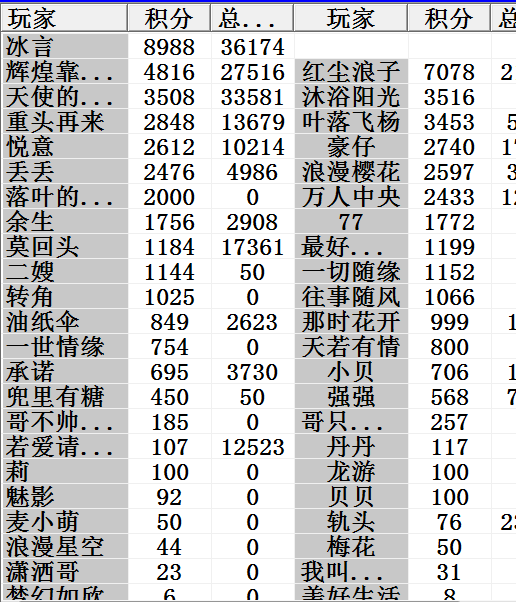 玩家 积分 总... 玩家 积分 总
冰言 8988 36174
辉煌靠... 4816 27516 红尘浪子 7078 2
天使的... 3508 33581 沐浴阳光 3516
重头再来 2848 13679 叶落飞杨 3453 5
悦意 2612 10214 豪仔 2740 17
丢丢 2476 4986 浪漫樱花 2597 3
落叶的... 2000 0 万人中央 2433 12
余生 1756 2908 77 1772
莫回头 1184 17361 最好... 1199
二嫂 1144 50 一切随缘 1152
转角 1025 0 往事随风 1066
油纸伞 849 2623 那时花开 999 1
一世情缘 754 0 天若有情 800
承诺 695 3730 小贝 706 1
兜里有糖 450 50 强强 568 7
哥不帅... 185 0 哥只... 257
若爱请... 107 12523 丹丹 117
莉 100 0 龙游 100
魅影 92 0 贝贝 100
麦小萌 50 0 轨头 76 23
浪漫星空 44 0 梅花 50
潇洒哥 23 0 我叫... 31
梦幻如欣 6 0 美好生活 8